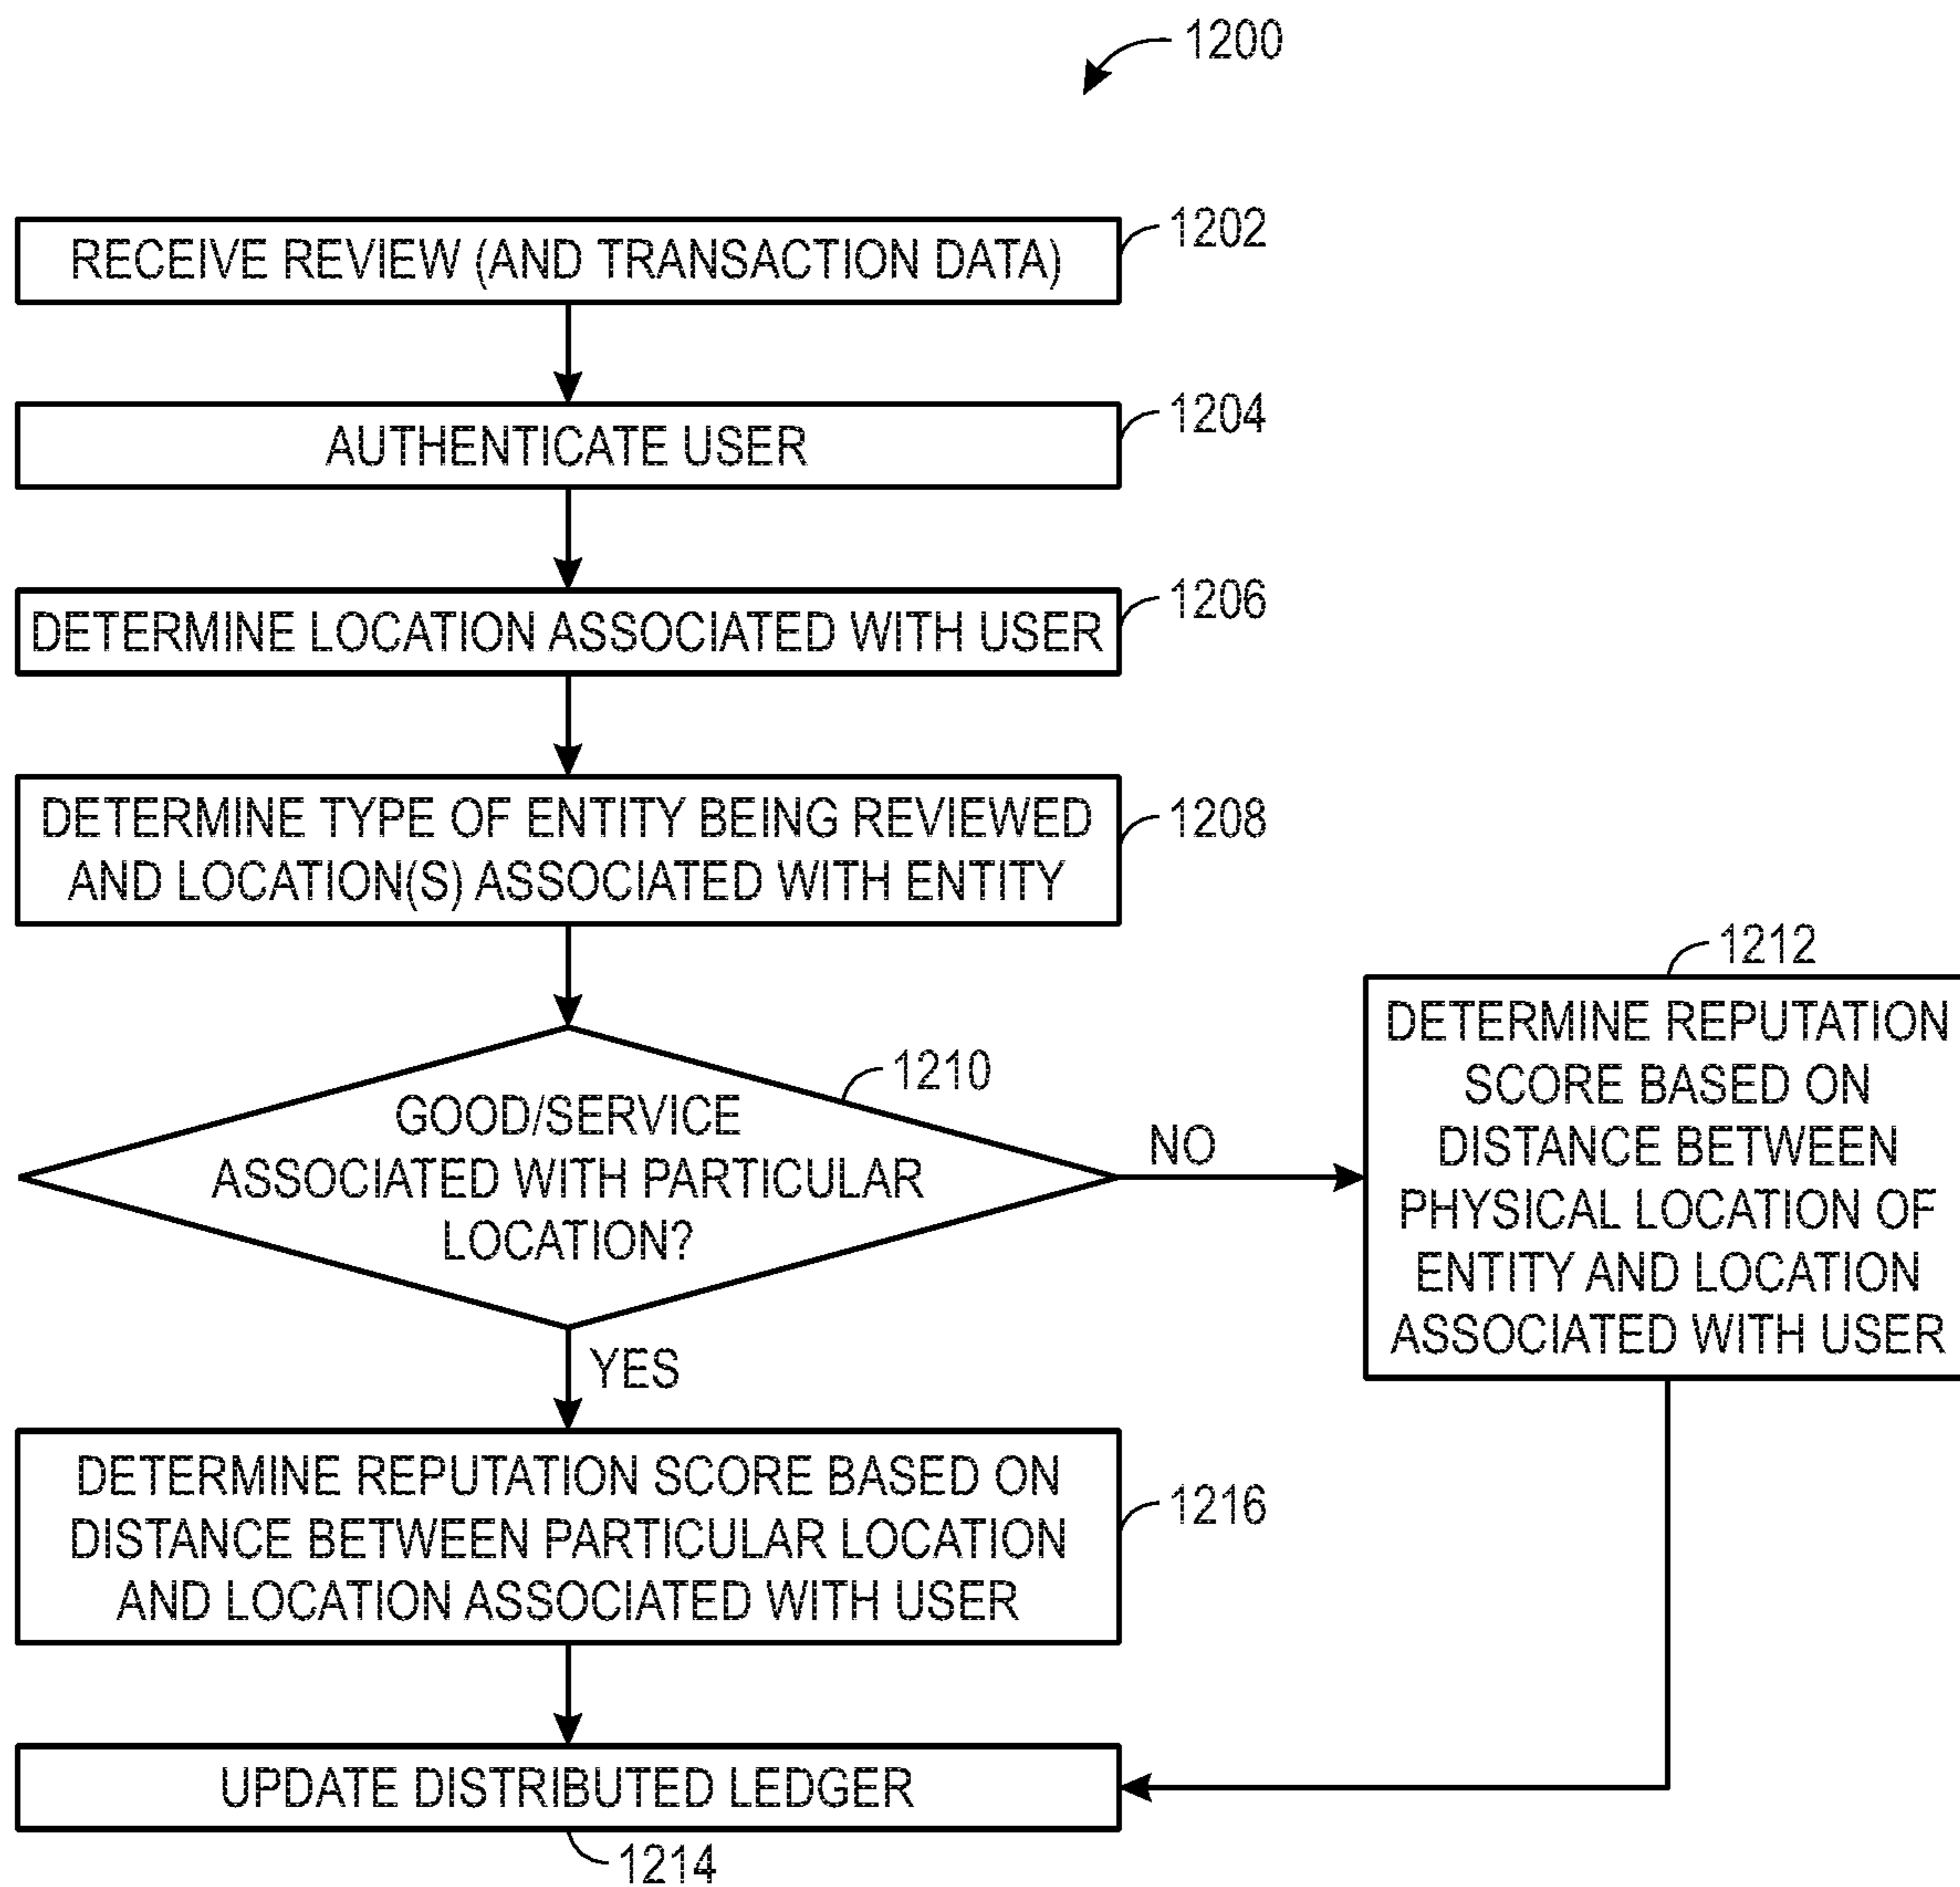 1200
RECEIVE REVIEW (AND TRANSACTION DATA)
1202
AUTHENTICATE USER
1204
DETERMINE LOCATION ASSOCIATED WITH USER
1206
DETERMINE TYPE OF ENTITY BEING REVIEWED
AND LOCATION(S) ASSOCIATED WITH ENTITY
1208
GOOD/SERVICE
ASSOCIATED WITH PARTICULAR
LOCATION?
1210
NO
1212
DETERMINE REPUTATION
SCORE BASED ON
DISTANCE BETWEEN
PHYSICAL LOCATION OF
ENTITY AND LOCATION
ASSOCIATED WITH USER
YES
DETERMINE REPUTATION SCORE BASED ON
DISTANCE BETWEEN PARTICULAR LOCATION
AND LOCATION ASSOCIATED WITH USER
1216
UPDATE DISTRIBUTED LEDGER
1214